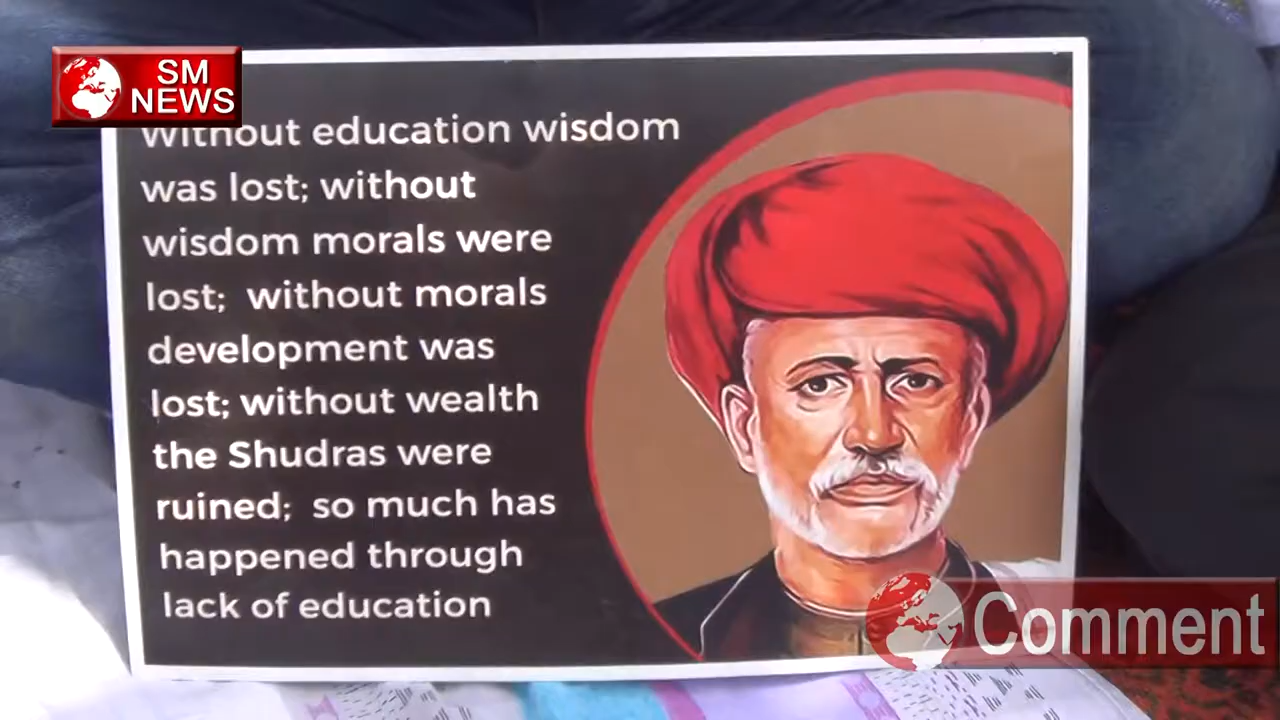 SM
NEWS
Without education wisdom
was lost; without
wisdom morals were
lost; without morals
development was
lost; without wealth
the Shudras were
ruined; so much has
happened through
lack of education
Comment